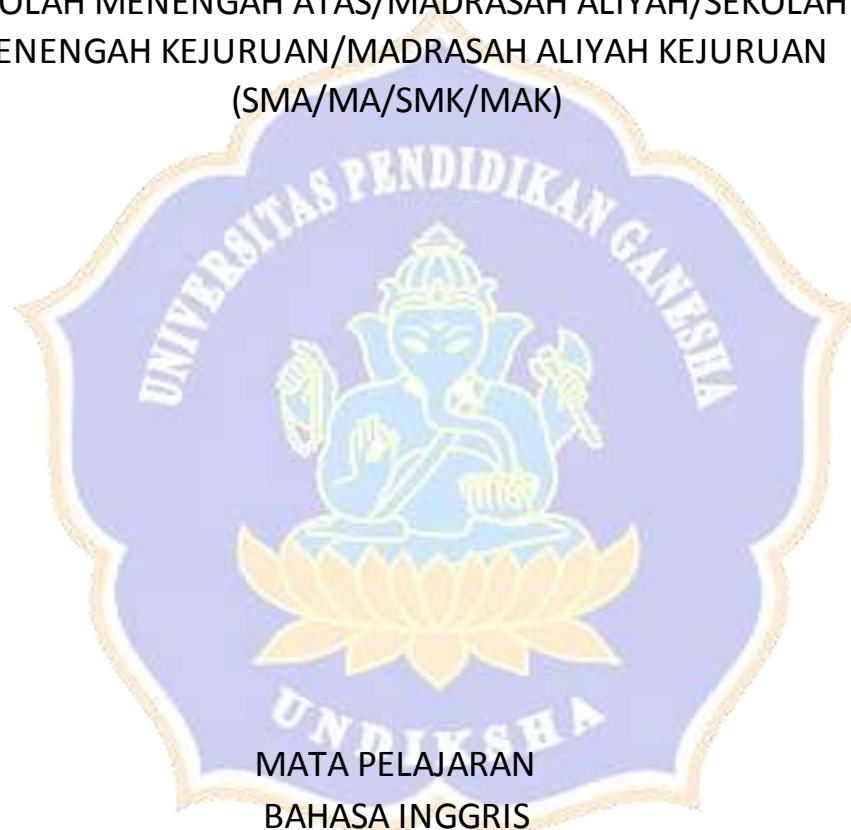 OLAH MENENGAH ATAS/MADRASAH ALIYAH/SEKOLAH
ENENGAH KEJURUAN/MADRASAH ALIYAH KEJURUAN
(SMA/MA/SMK/MAK)
UNIVERSITAS PENDIDIKAN GANESHA
UNDIKSHA
MATA PELAJARAN
BAHASA INGGRIS